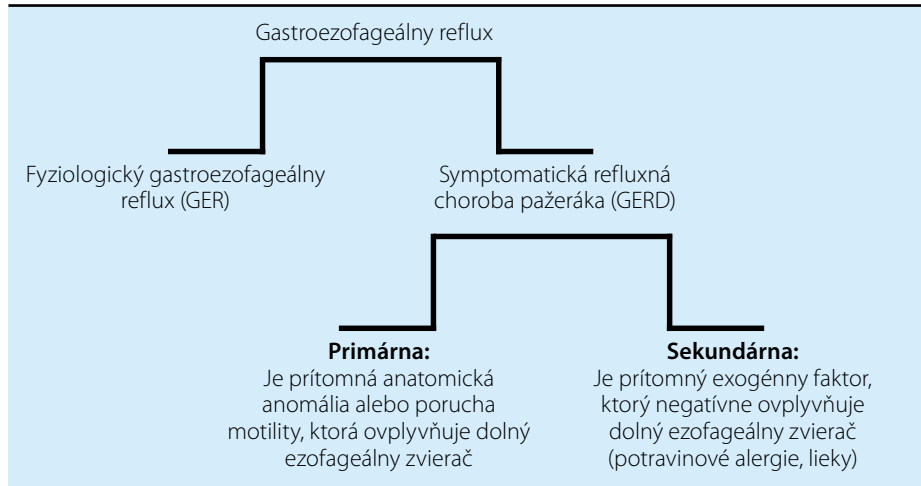 Gastroezofageálny reflux
Fyziologický gastroezofageálny
reflux (GER)
Symptomatická refluxná
choroba pažeráka (GERD)
Primárna:
Je prítomná anatomická
anomália alebo porucha
motility, ktorá ovplyvňuje dolný
ezofageálny zvierač
Sekundárna:
Je prítomný exogénny faktor,
ktorý negatívne ovplyvňuje
dolný ezofageálny zvierač
(potravinové alergie, lieky)